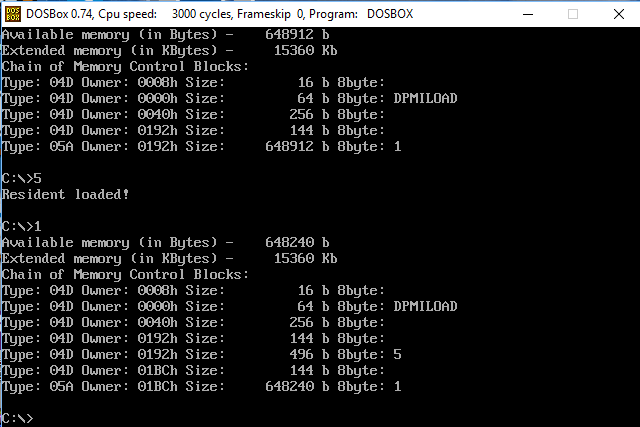 DOSBOX DOSBox 0.74, Cpu speed: 3000 cycles, Frameskip 0, Program: DOSBOX
Available memory (in Bytes) - 648912 b
Extended memory (in KBytes) - 15360 Kb
Chain of Memory Control Blocks:
Type: 04D Owner: 0008h Size: 16 b 8byte:
Type: 04D Owner: 0000h Size: 64 b 8byte: DPMILOAD
Type: 04D Owner: 0040h Size: 256 b 8byte:
Type: 04D Owner: 0192h Size: 144 b 8byte:
Type: 05A Owner: 0192h Size: 648912 b 8byte: 1
C:\>5
Resident loaded!
C:\>1
Available memory (in Bytes) - 648240 b
Extended memory (in KBytes) - 15360 Kb
Chain of Memory Control Blocks:
Type: 04D Owner: 0008h Size: 16 b 8byte:
Type: 04D Owner: 0000h Size: 64 b 8byte: DPMILOAD
Type: 04D Owner: 0040h Size: 256 b 8byte:
Type: 04D Owner: 0192h Size: 144 b 8byte:
Type: 04D Owner: 0192h Size: 496 b 8byte: 5
Type: 04D Owner: 01BCh Size: 144 b 8byte:
Type: 05A Owner: 01BCh Size: 648240 b 8byte: 1
C:\>